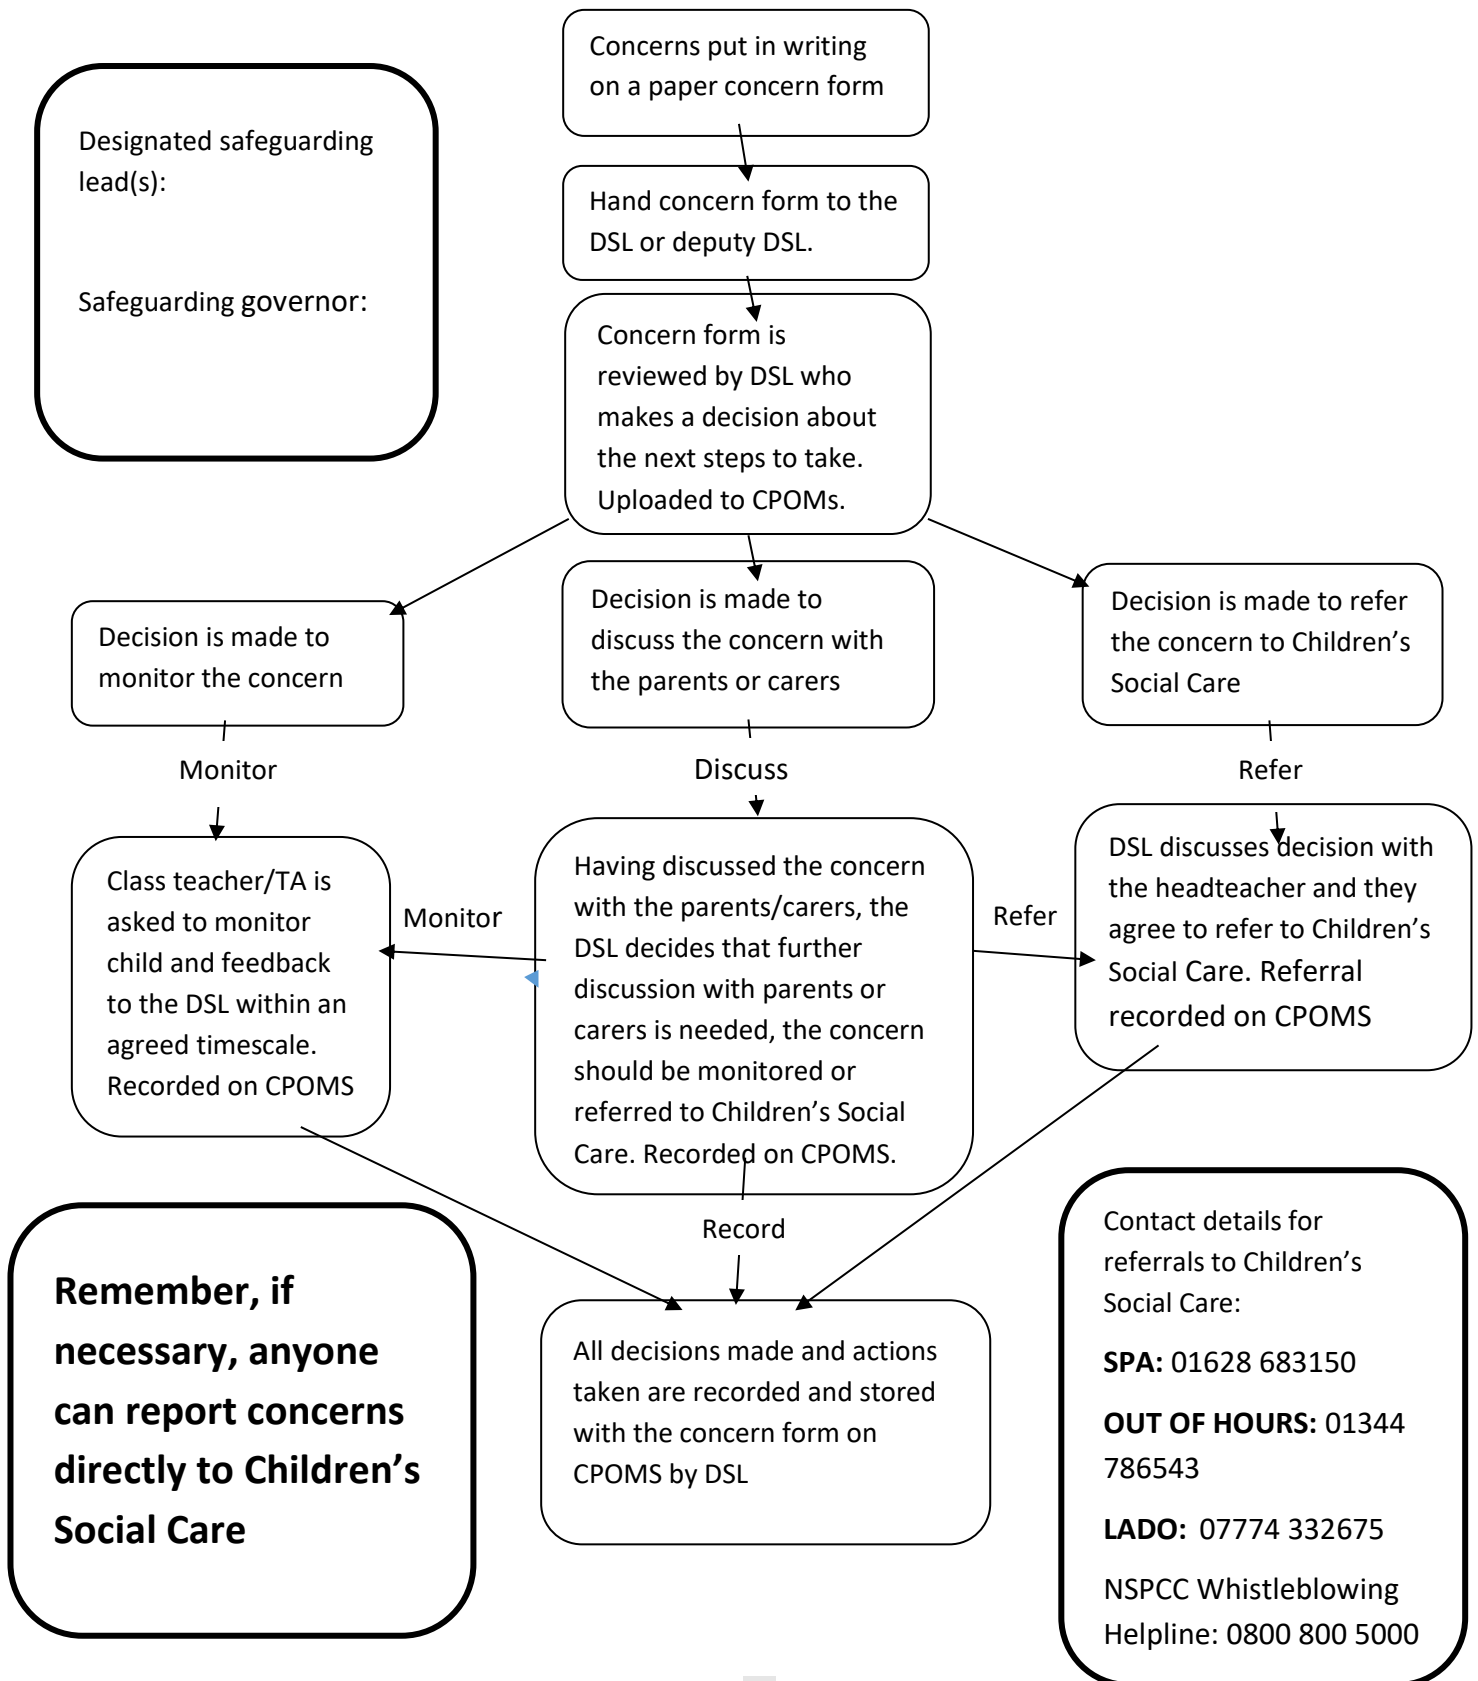 Concerns put in writing
on a paper concern form
Designated safeguarding
lead(s):
Safeguarding governor:
Hand concern form to the
DSL or deputy DSL.
Concern form is
reviewed by DSL who
makes a decision about
the next steps to take.
Uploaded to CPOMs.
Decision is made to
monitor the concern
Decision is made to
discuss the concern with
the parents or carers
Decision is made to refer
the concern to Children’s
Social Care
Monitor
Discuss
Refer
Class teacher/TA is
asked to monitor
child and feedback
to the DSL within an
agreed timescale.
Recorded on CPOMS
Monitor
Having discussed the concern
with the parents/carers, the
DSL decides that further
discussion with parents or
carers is needed, the concern
should be monitored or
referred to Children’s Social
Care. Recorded on CPOMS.
Refer
DSL discusses decision with
the headteacher and they
agree to refer to Children’s
Social Care. Referral
recorded on CPOMS
Record
Remember, if
necessary, anyone
can report concerns
directly to Children’s
Social Care
All decisions made and actions
taken are recorded and stored
with the concern form on
CPOMS by DSL
Contact details for
referrals to Children’s
Social Care:
SPA: 01628 683150
OUT OF HOURS: 01344
786543
LADO: 07774 332675
NSPCC Whistleblowing
Helpline: 0800 800 5000